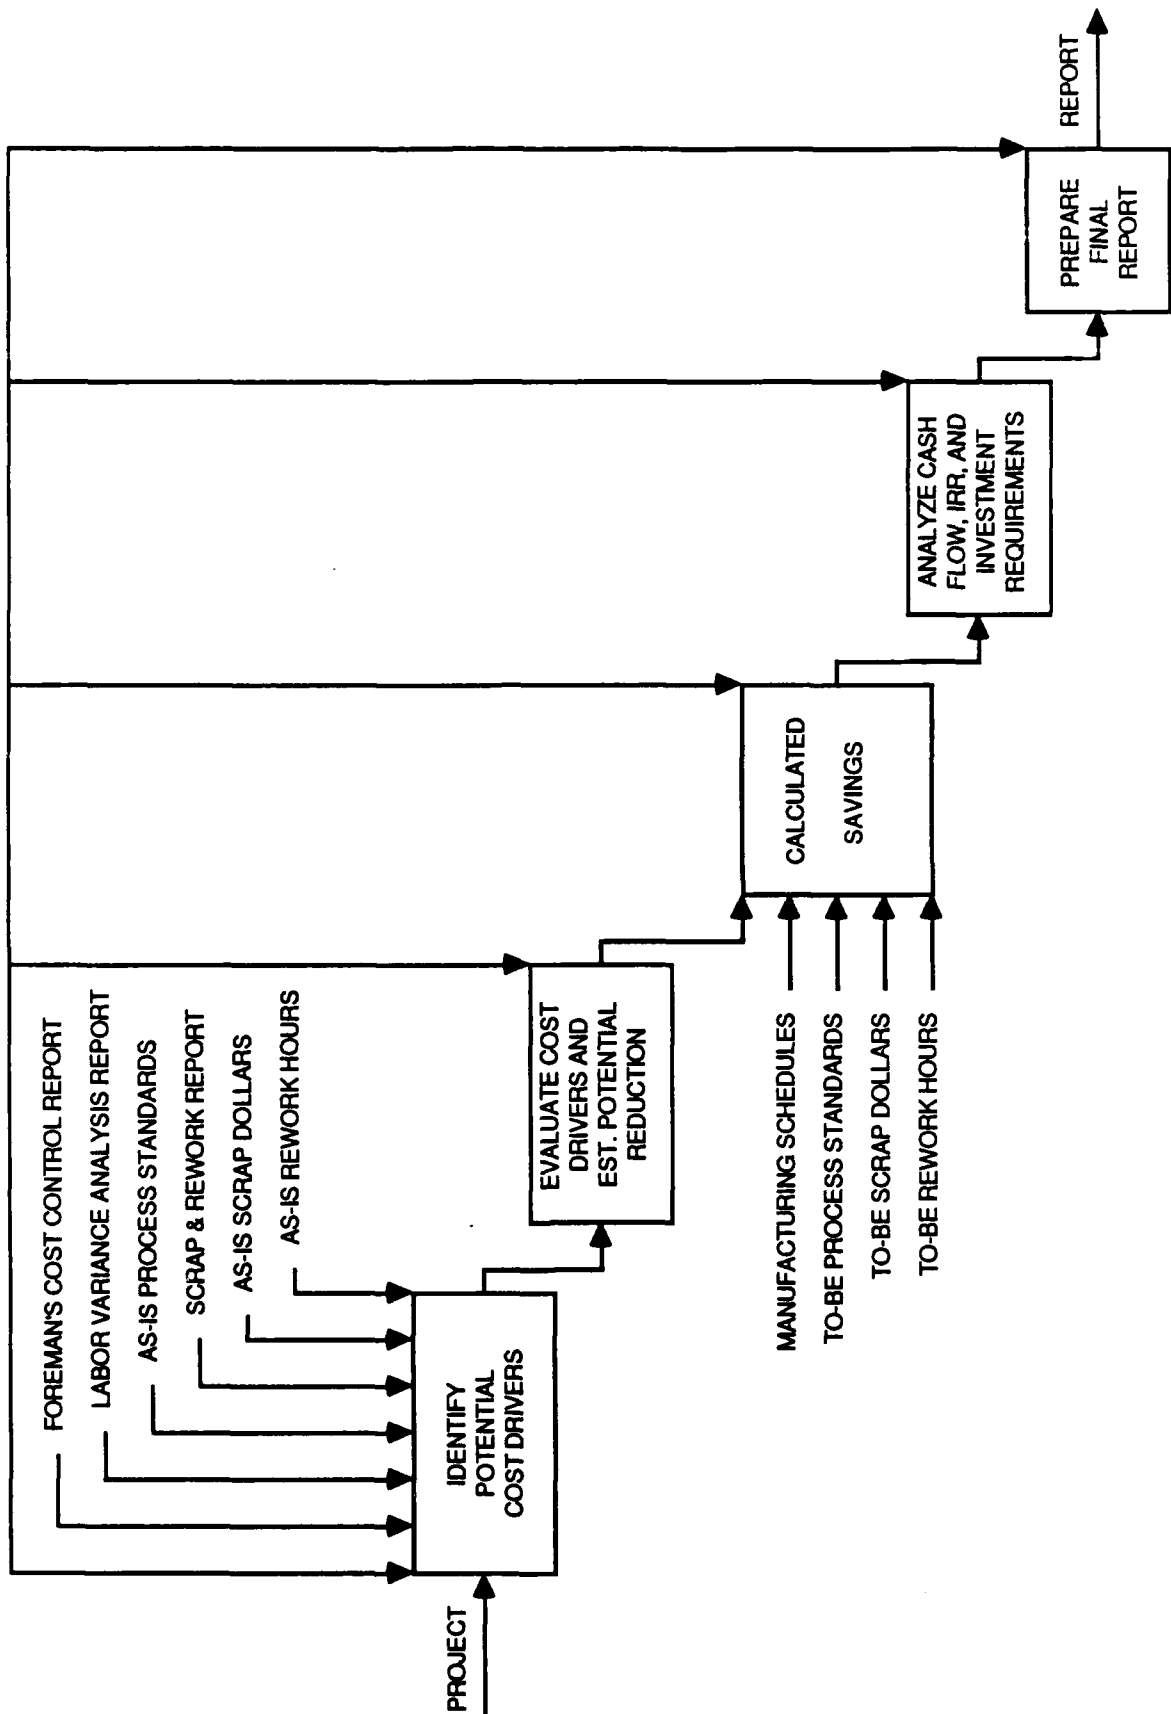 FOREMAN'S COST CONTROL REPORT
LABOR VARIANCE ANALYSIS REPORT
AS-IS PROCESS STANDARDS
SCRAP & REWORK REPORT
AS-IS SCRAP DOLLARS
AS-IS REWORK HOURS
PROJECT
IDENTIFY
POTENTIAL
COST DRIVERS
EVALUATE COST
DRIVERS AND
EST. POTENTIAL
REDUCTION
MANUFACTURING SCHEDULES
TO-BE PROCESS STANDARDS
TO-BE SCRAP DOLLARS
TO-BE REWORK HOURS
CALCULATED
SAVINGS
ANALYZE CASH
FLOW, IRR, AND
INVESTMENT
REQUIREMENTS
PREPARE
FINAL
REPORT
REPORT